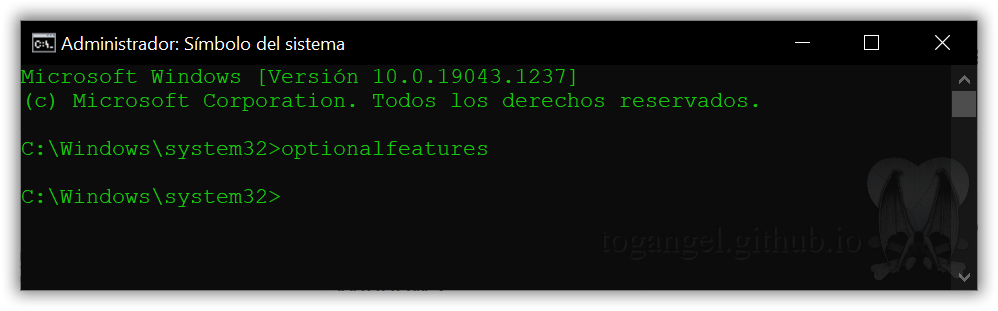 Administrador: Símbolo del sistema
Microsoft Windows [Versión 10.0.19043.1237]
(c) Microsoft Corporation. Todos los derechos reservados.
C:\Windows\system32>optionalfeatures
C:\Windows\system32>
togangel.github.io